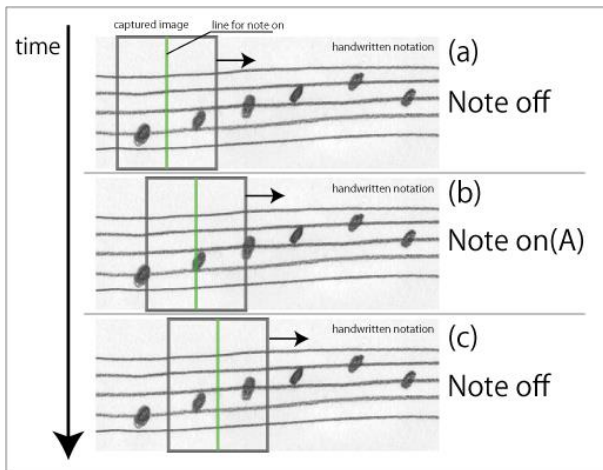 captured image
line for note on
time
handwritten notation
(a)
Note off
handwritten notation
(b)
Note on(A)
handwritten notation
(c)
Note off